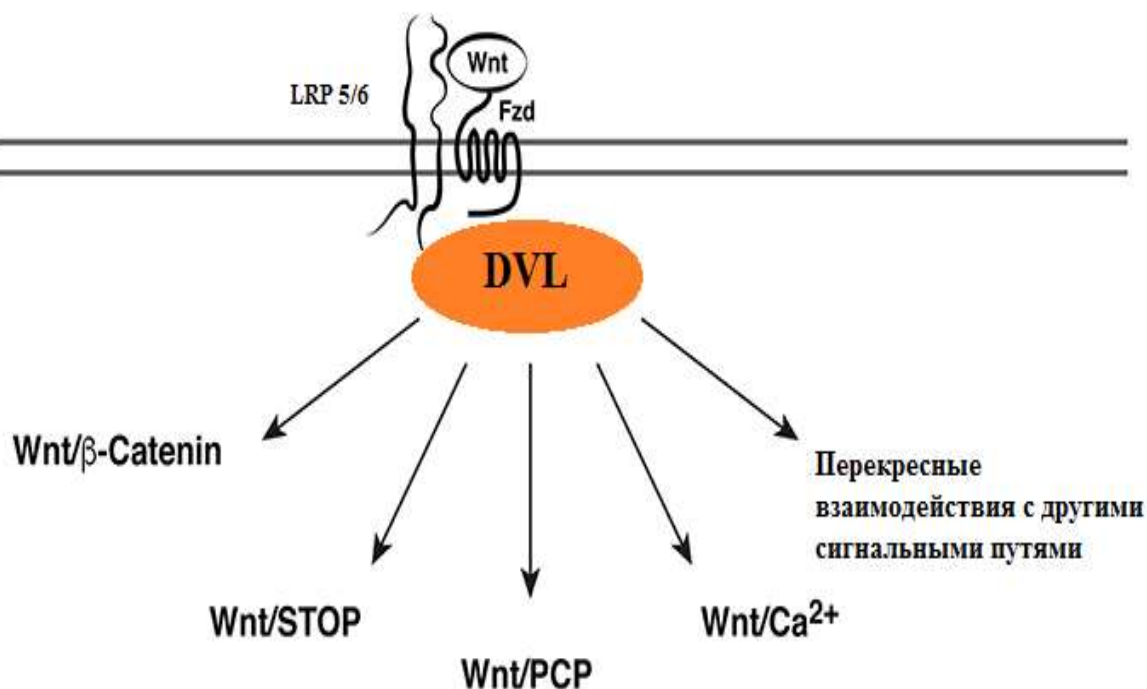 Wnt
LRP 5/6
Fzd
DVL
Wnt/β-Catenin
Перекресные
взаимодействия с другими
сигнальными путями
Wnt/STOP
Wnt/Ca²⁺
Wnt/PCP